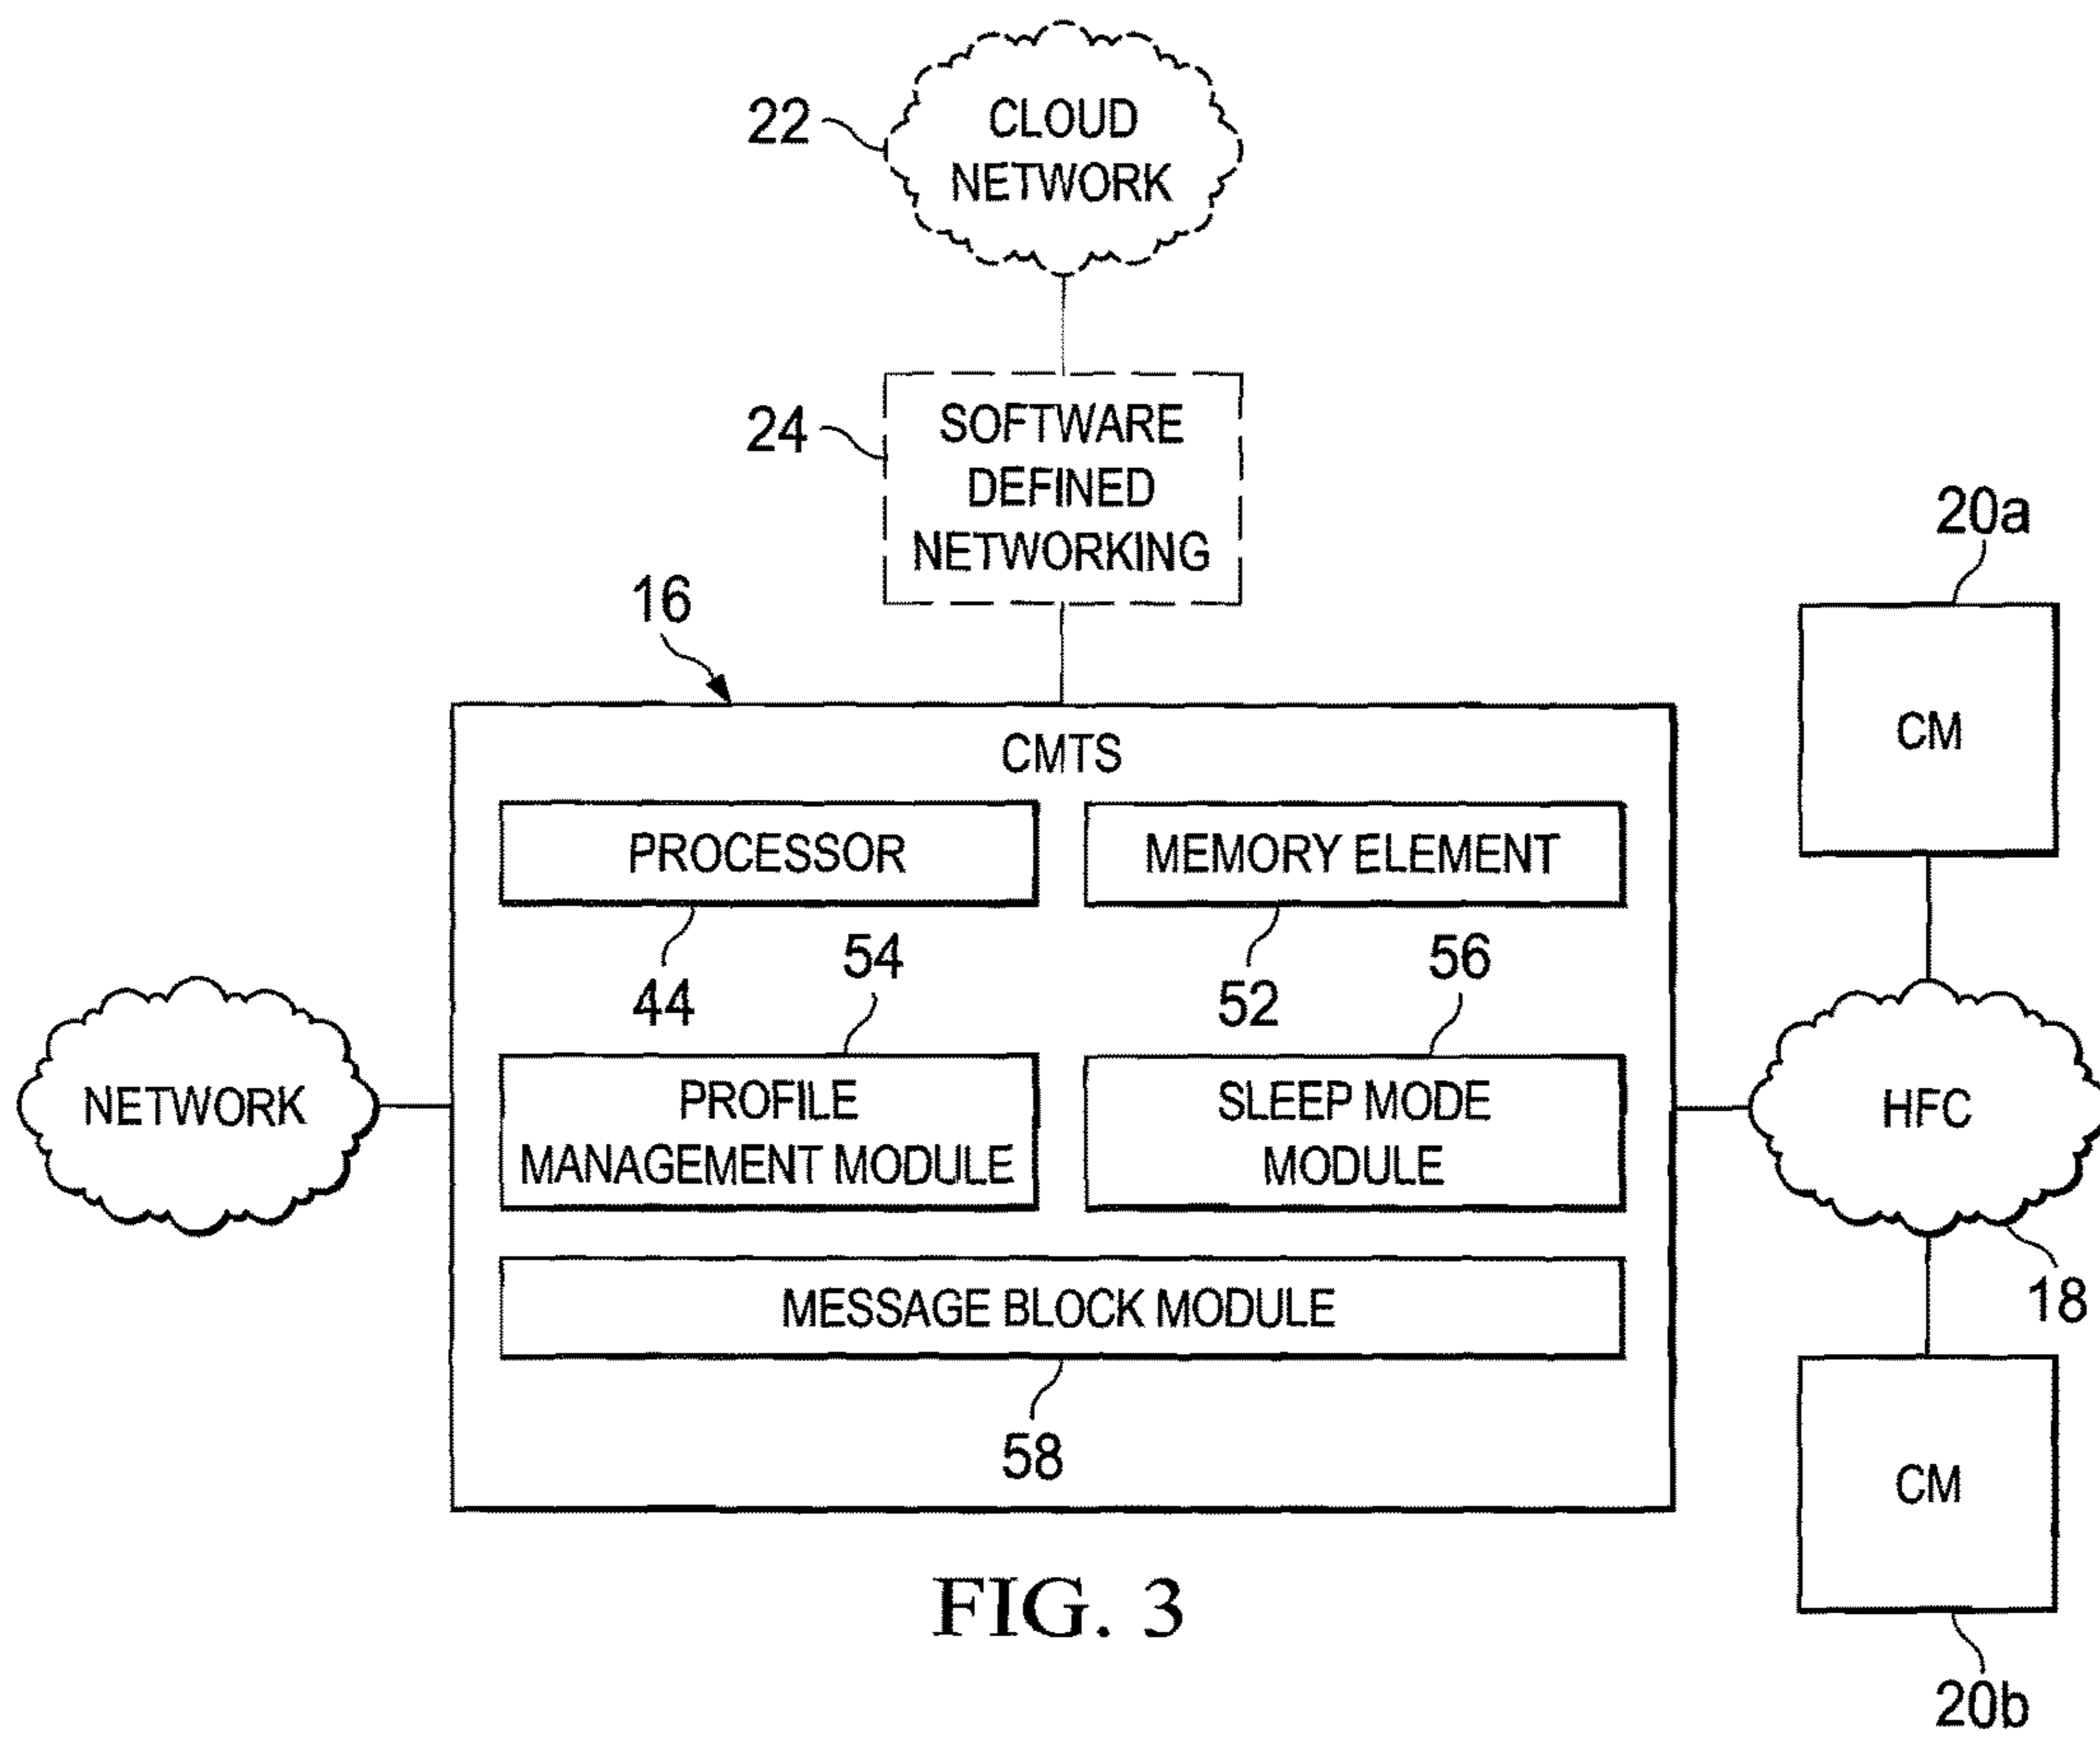 22
CLOUD
NETWORK
24
SOFTWARE
DEFINED
NETWORKING
16
20a
CM
CMTS
PROCESSOR
MEMORY ELEMENT
44
54
52
56
NETWORK
PROFILE
MANAGEMENT MODULE
SLEEP MODE
MODULE
HFC
18
MESSAGE BLOCK MODULE
58
CM
20b
FIG. 3